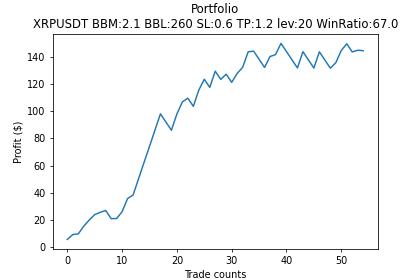 Portfolio
XRPUSDT BBM:2.1 BBL:260 SL:0.6 TP:1.2 lev:20 WinRatio:67.0
140
120
100
80
60
40
20
0
Profit ($)
0 10 20 30 40 50
Trade counts